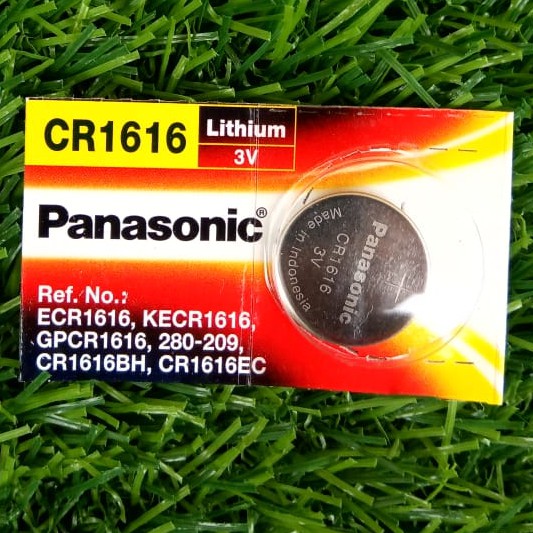 CR1616
Lithium
3V
Panasonic®
Ref. No.:
ECR1616, KECR1616,
GPCR1616, 280-209,
CR1616BH, CR1616EC
Panasonic
CR1616
3V
Made in Indonesia
+